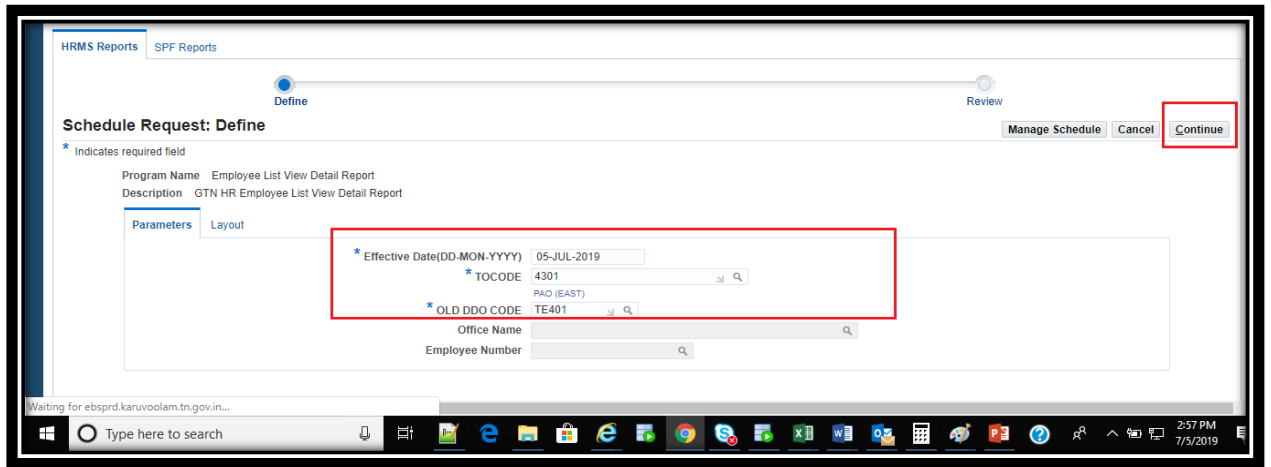 HRMS Reports SPF Reports
Define Review
Schedule Request: Define Manage Schedule Cancel Continue
* Indicates required field
Program Name Employee List View Detail Report
Description GTN HR Employee List View Detail Report
Parameters Layout
* Effective Date(DD-MON-YYYY) 05-JUL-2019
* TOCODE 4301
PAO (EAST)
* OLD DDO CODE TE401
Office Name
Employee Number
Waiting for ebsprd.karuvoolam.tn.gov.in...
Type here to search
2:57 PM
7/5/2019